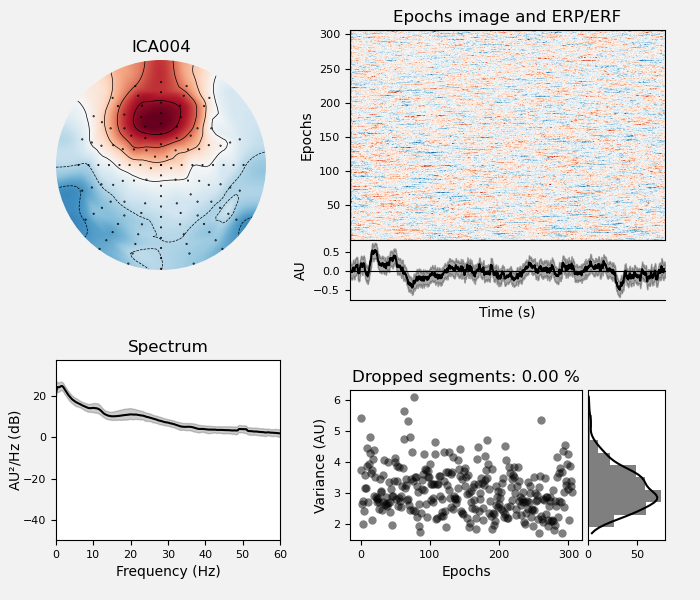 ICA004
Epochs image and ERP/ERF
Epochs
300
250
200
150
100
50
AU
0.5
0.0
−0.5
Time (s)
Spectrum
AU²/Hz (dB)
20
0
−20
−40
0 10 20 30 40 50 60
Frequency (Hz)
Dropped segments: 0.00 %
Variance (AU)
6
5
4
3
2
0 100 200 300
Epochs
0 50